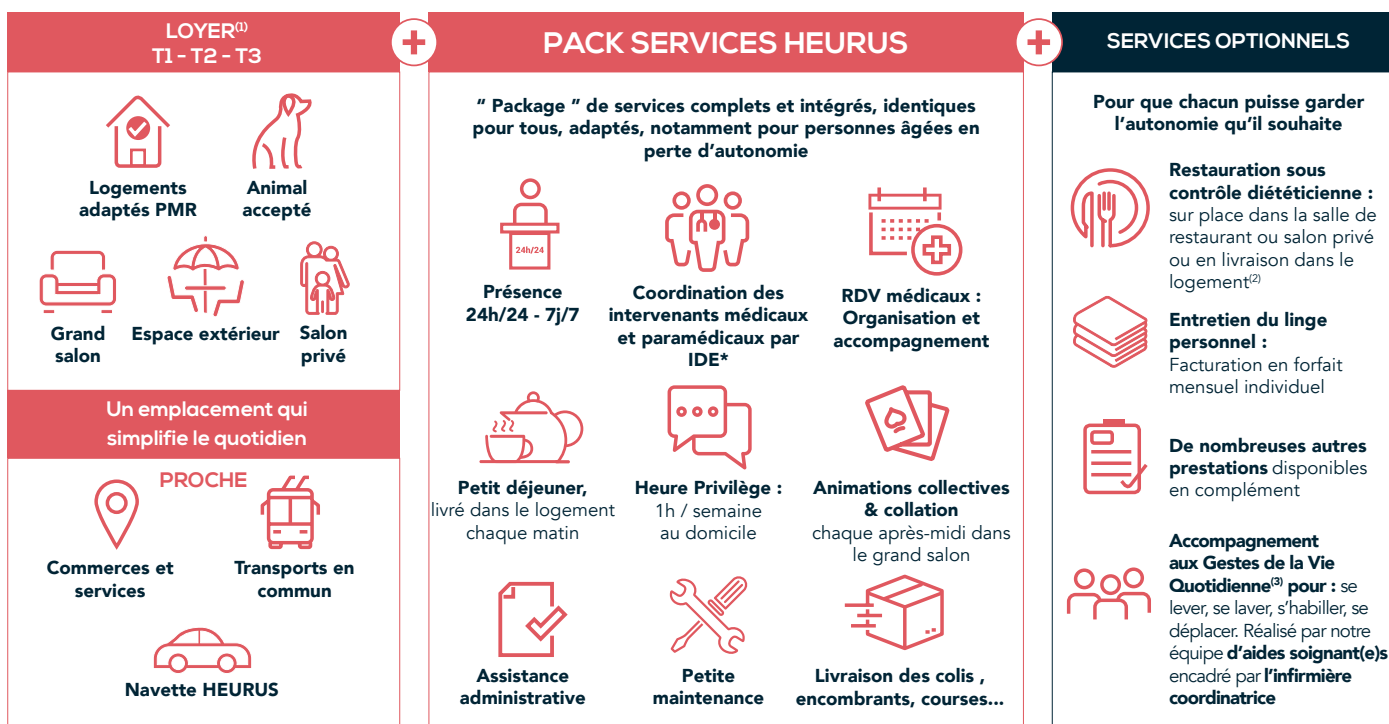 LOYER(1)
T1 - T2 - T3
Logements
adaptés PMR
Animal
accepté
Grand
salon
Espace extérieur
Salon
privé
Un emplacement qui
simplifie le quotidien
PROCHE
Commerces et
services
Transports en
commun
Navette HEURUS
PACK SERVICES HEURUS
“ Package ” de services complets et intégrés, identiques
pour tous, adaptés, notamment pour personnes âgées en
perte d’autonomie
24h/24
Présence
24h/24 - 7j/7
Coordination des
intervenants médicaux
et paramédicaux par
IDE*
RDV médicaux :
Organisation et
accompagnement
Petit déjeuner,
livré dans le logement
chaque matin
Heure Privilège :
1h / semaine
au domicile
Animations collectives
& collation
chaque après-midi dans
le grand salon
Assistance
administrative
Petite
maintenance
Livraison des colis ,
encombrants, courses...
SERVICES OPTIONNELS
Pour que chacun puisse garder
l’autonomie qu’il souhaite
Restauration sous
contrôle diététicienne :
sur place dans la salle de
restaurant ou salon privé
ou en livraison dans le
logement(2)
Entretien du linge
personnel :
Facturation en forfait
mensuel individuel
De nombreuses autres
prestations disponibles
en complément
Accompagnement
aux Gestes de la Vie
Quotidienne(3) pour : se
lever, se laver, s’habiller, se
déplacer. Réalisé par notre
équipe d’aides soignant(e)s
encadré par l’infirmière
coordinatrice